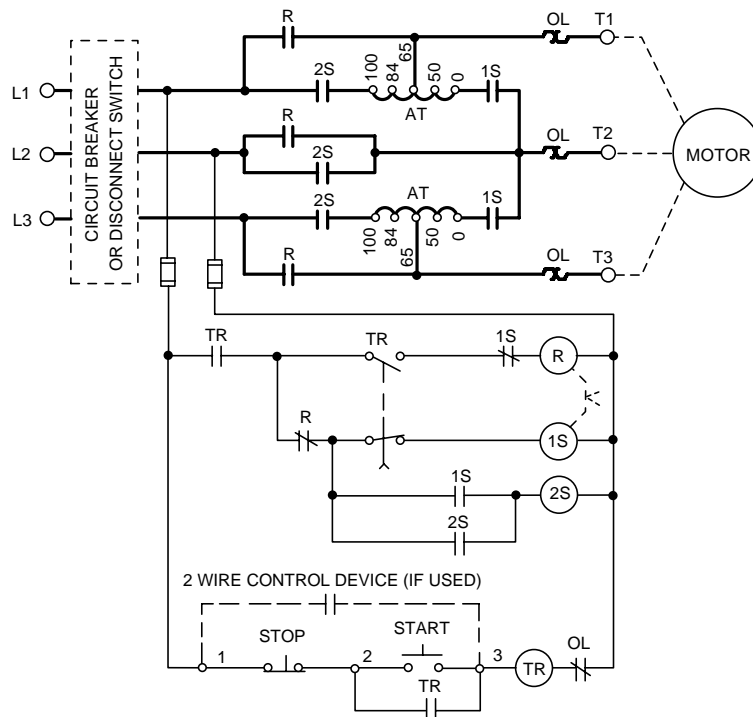 R
OL
T1
2S
100
84
65
50
0
1S
L1
AT
CIRCUIT BREAKER
OR DISCONNECT SWITCH
R
OL
T2
L2
2S
MOTOR
AT
1S
L3
2S
100
84
65
50
0
R
OL
T3
TR
TR
1S
R
R
1S
1S
2S
2S
2 WIRE CONTROL DEVICE (IF USED)
STOP
START
OL
1
2
3
TR
TR